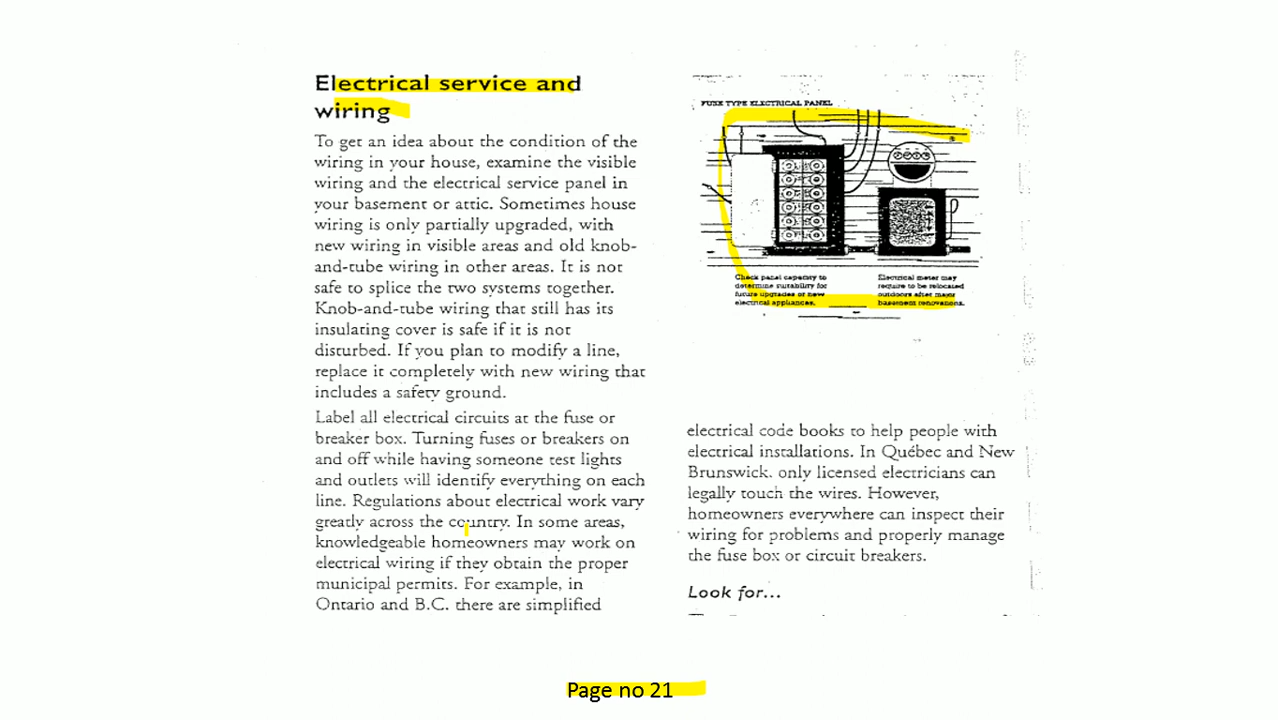 Electrical service and
wiring
To get an idea about the condition of the
wiring in your house, examine the visible
wiring and the electrical service panel in
your basement or attic. Sometimes house
wiring is only partially upgraded, with
new wiring in visible areas and old knob-
and-tube wiring in other areas. It is not
safe to splice the two systems together.
Knob-and-tube wiring that still has its
insulating cover is safe if it is not
disturbed. If you plan to modify a line,
replace it completely with new wiring that
includes a safety ground.
Label all electrical circuits at the fuse or
breaker box. Turning fuses or breakers on
and off while having someone test lights
and outlets will identify everything on each
line. Regulations about electrical work vary
greatly across the country. In some areas,
knowledgeable homeowners may work on
electrical wiring if they obtain the proper
municipal permits. For example, in
Ontario and B.C. there are simplified
FUSE TYPE ELECTRICAL PANEL
Check panel capacity to
determine suitability for
future upgrades or new
electrical appliances.
Electrical meter may
require to be relocated
outdoors after major
basement renovations.
electrical code books to help people with
electrical installations. In Québec and New
Brunswick. only licensed electricians can
legally touch the wires. However,
homeowners everywhere can inspect their
wiring for problems and properly manage
the fuse box or circuit breakers.
Look for...
Page no 21